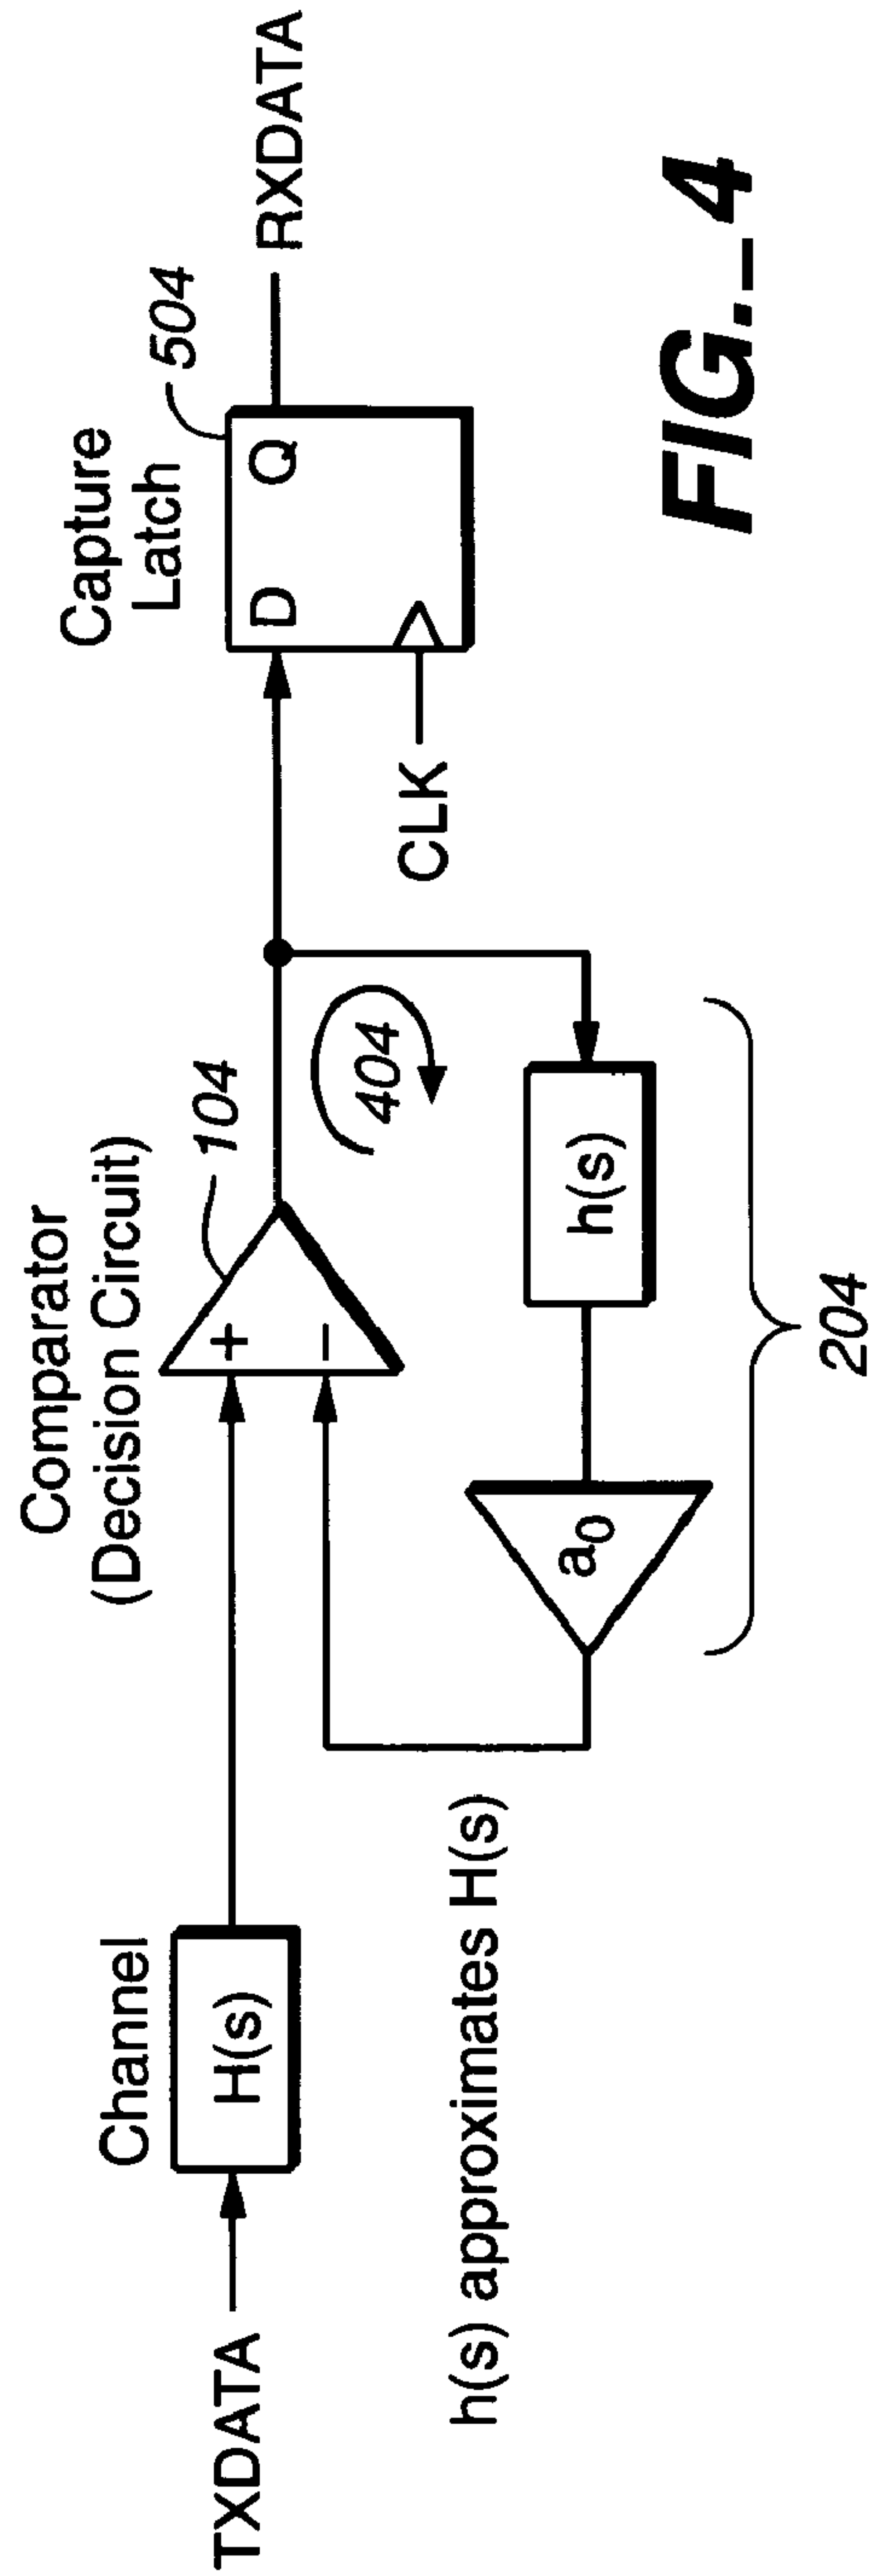 Comparator
(Decision Circuit)
104
Capture
Latch
504
Channel
TXDATA
H(s)
+
−
404
D Q
RXDATA
CLK
h(s) approximates H(s)
a0
h(s)
204
FIG._4